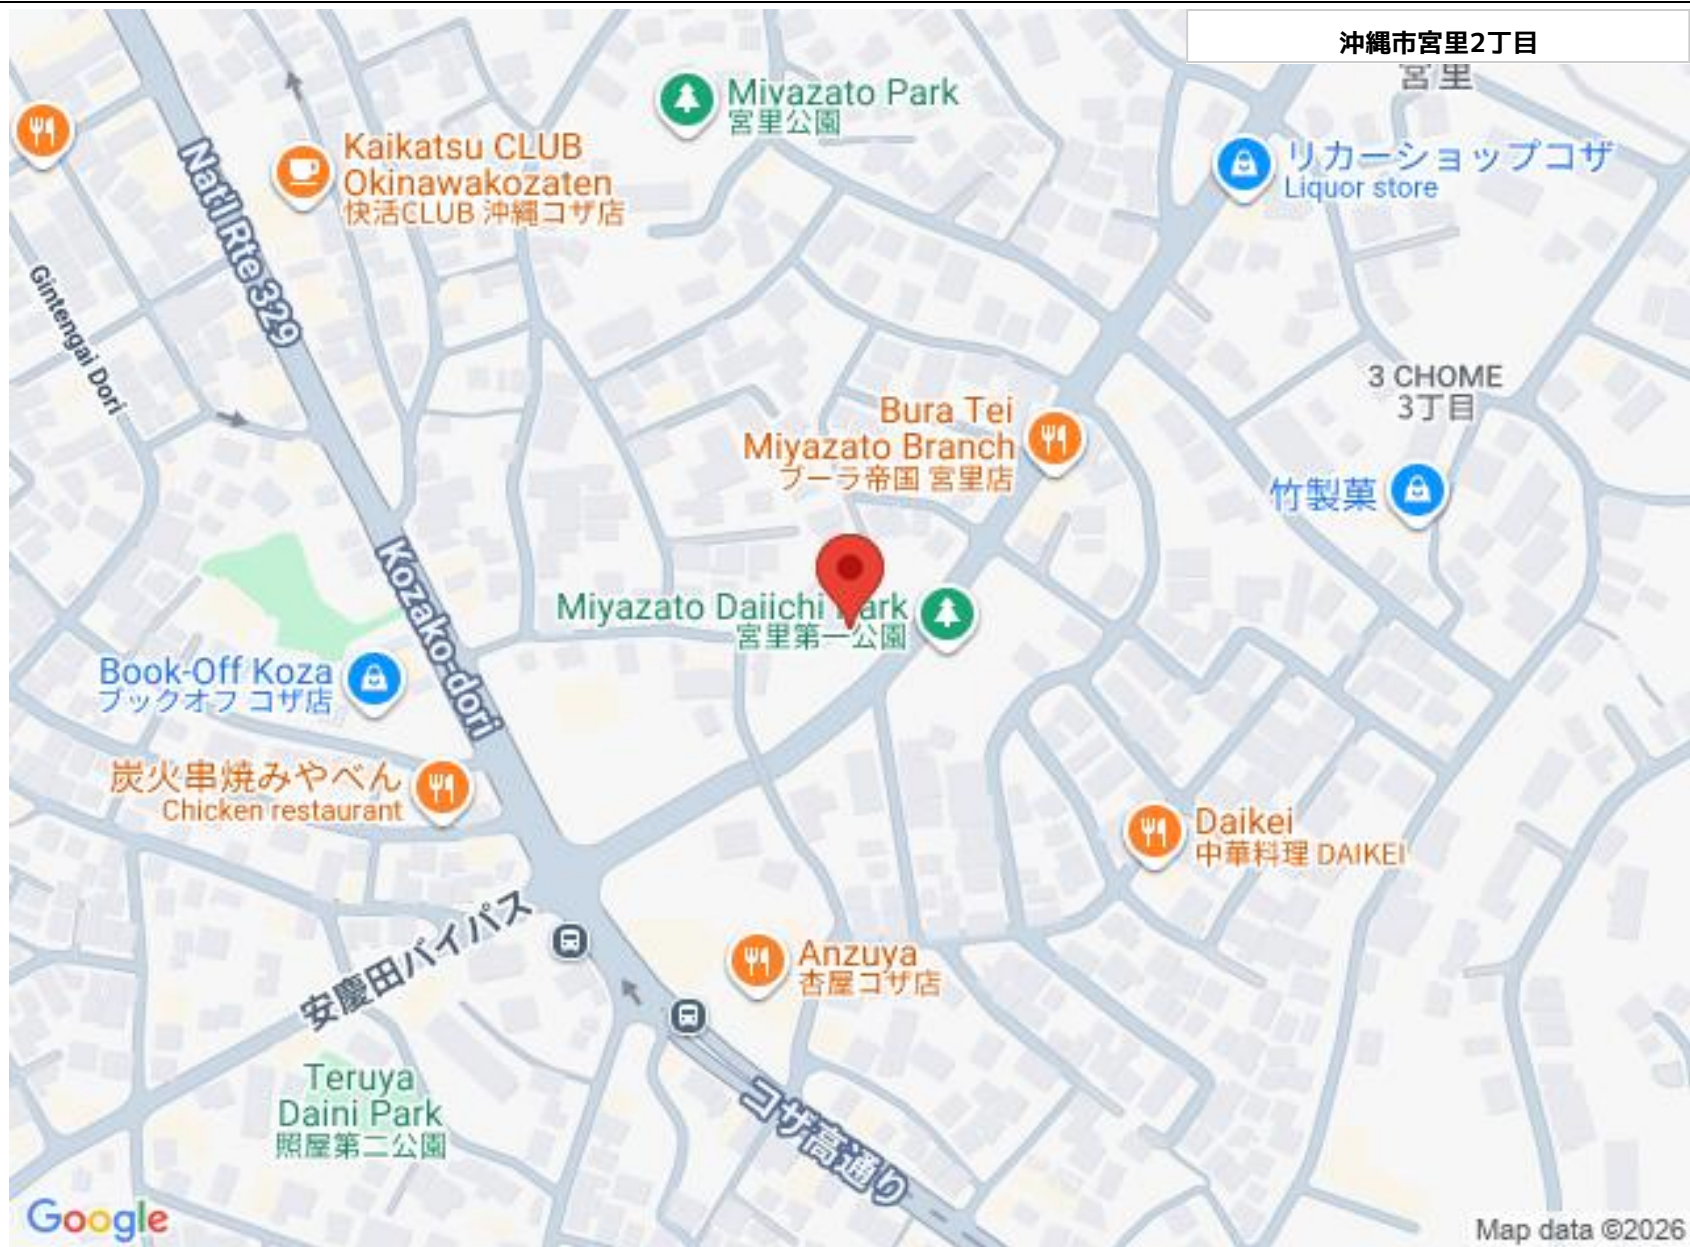 沖縄市宮里2丁目
宮里
Miyazato Park
宮里公園
リカーショップコザ
Liquor store
Kaikatsu CLUB
Okinawakozaten
快活CLUB 沖縄コザ店
Nat'l Rte 329
Gintengai Dori
3 CHOME
3丁目
Bura Tei
Miyazato Branch
ブーラ帝国 宮里店
竹製菓
Kozako-dori
Miyazato Daiichi Park
宮里第一公園
Book-Off Koza
ブックオフ コザ店
炭火串焼みやべん
Chicken restaurant
Daikei
中華料理 DAIKEI
安慶田バイパス
Anzuya
杏屋コザ店
Teruya
Daini Park
照屋第二公園
コザ高通り
Google
Map data ©2026